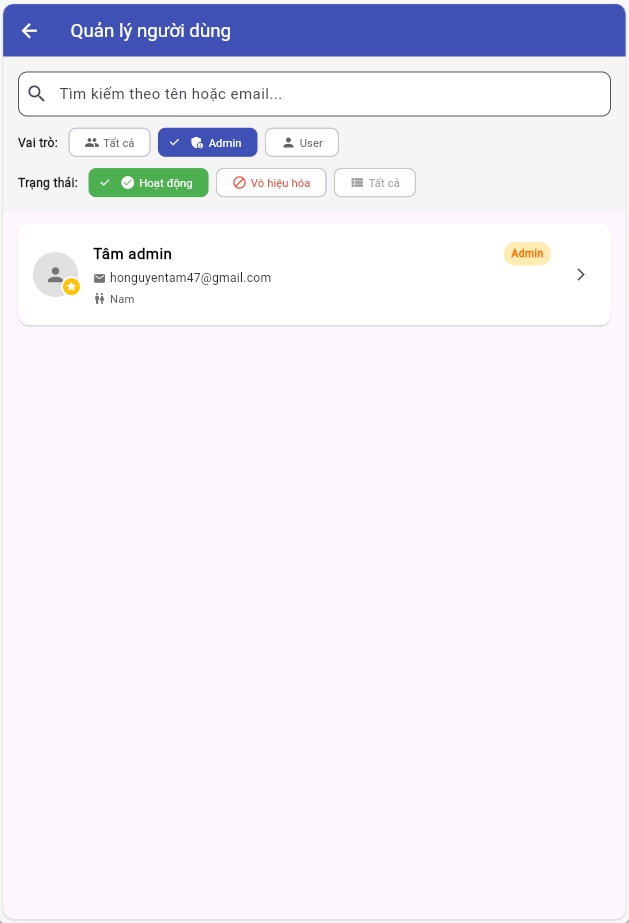 Quản lý người dùng
Tìm kiếm theo tên hoặc email...
Vai trò: Tất cả Admin User
Trạng thái: Hoạt động Vô hiệu hóa Tất cả
Tâm admin Admin
honguyentam47@gmail.com
Nam